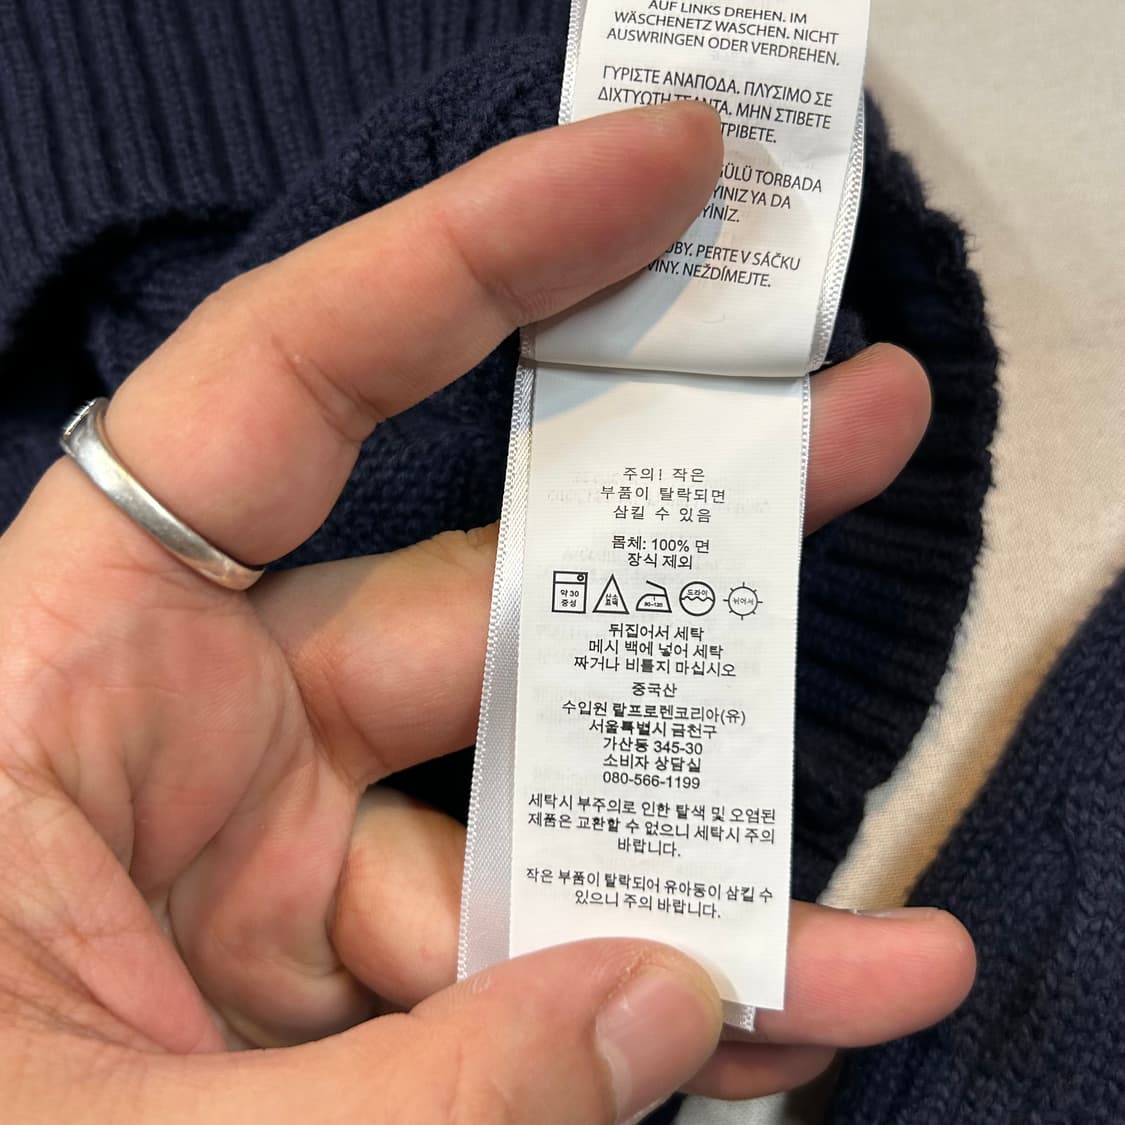 AUF LINKS DREHEN. IM
WÄSCHENETZ WASCHEN. NICHT
AUSWRINGEN ODER VERDREHEN.
ΓΥΡΙΣΤΕ ΑΝΑΠΟΔΑ. ΠΛΥΣΙΜΟ ΣΕ
ΔΙΧΤΥΩΤΗ ΤΣΑΝΤΑ. ΜΗΝ ΣΤΙΒΕΤΕ
ΤΡΙΒΕΤΕ.
TORBADA
YA DA
PERTE V SÁČKU
NEŽDÍMEJTE.
주의! 작은
부품이 탈락되면
삼킬 수 있음
몸체: 100% 면
장식 제외
약 30 중성 산소 표백 80-120 드라이 뉘어서
뒤집어서 세탁
메시 백에 넣어 세탁
짜거나 비틀지 마십시오
중국산
수입원 랄프로렌코리아(유)
서울특별시 금천구
가산동 345-30
소비자 상담실
080-566-1199
세탁시 부주의로 인한 탈색 및 오염된
제품은 교환할 수 없으니 세탁시 주의
바랍니다.
작은 부품이 탈락되어 유아동이 삼킬 수
있으니 주의 바랍니다.